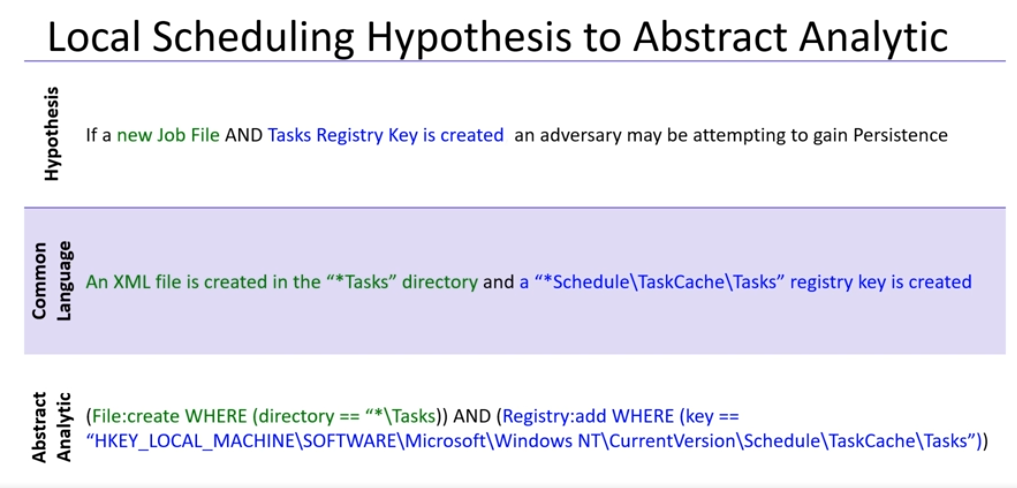 Local Scheduling Hypothesis to Abstract Analytic
Hypothesis
If a new Job File AND Tasks Registry Key is created an adversary may be attempting to gain Persistence
Common
Language
An XML file is created in the “*Tasks” directory and a “*Schedule\TaskCache\Tasks” registry key is created
Abstract
Analytic
(File:create WHERE (directory == “*\Tasks)) AND (Registry:add WHERE (key ==
“HKEY_LOCAL_MACHINE\SOFTWARE\Microsoft\Windows NT\CurrentVersion\Schedule\TaskCache\Tasks”))